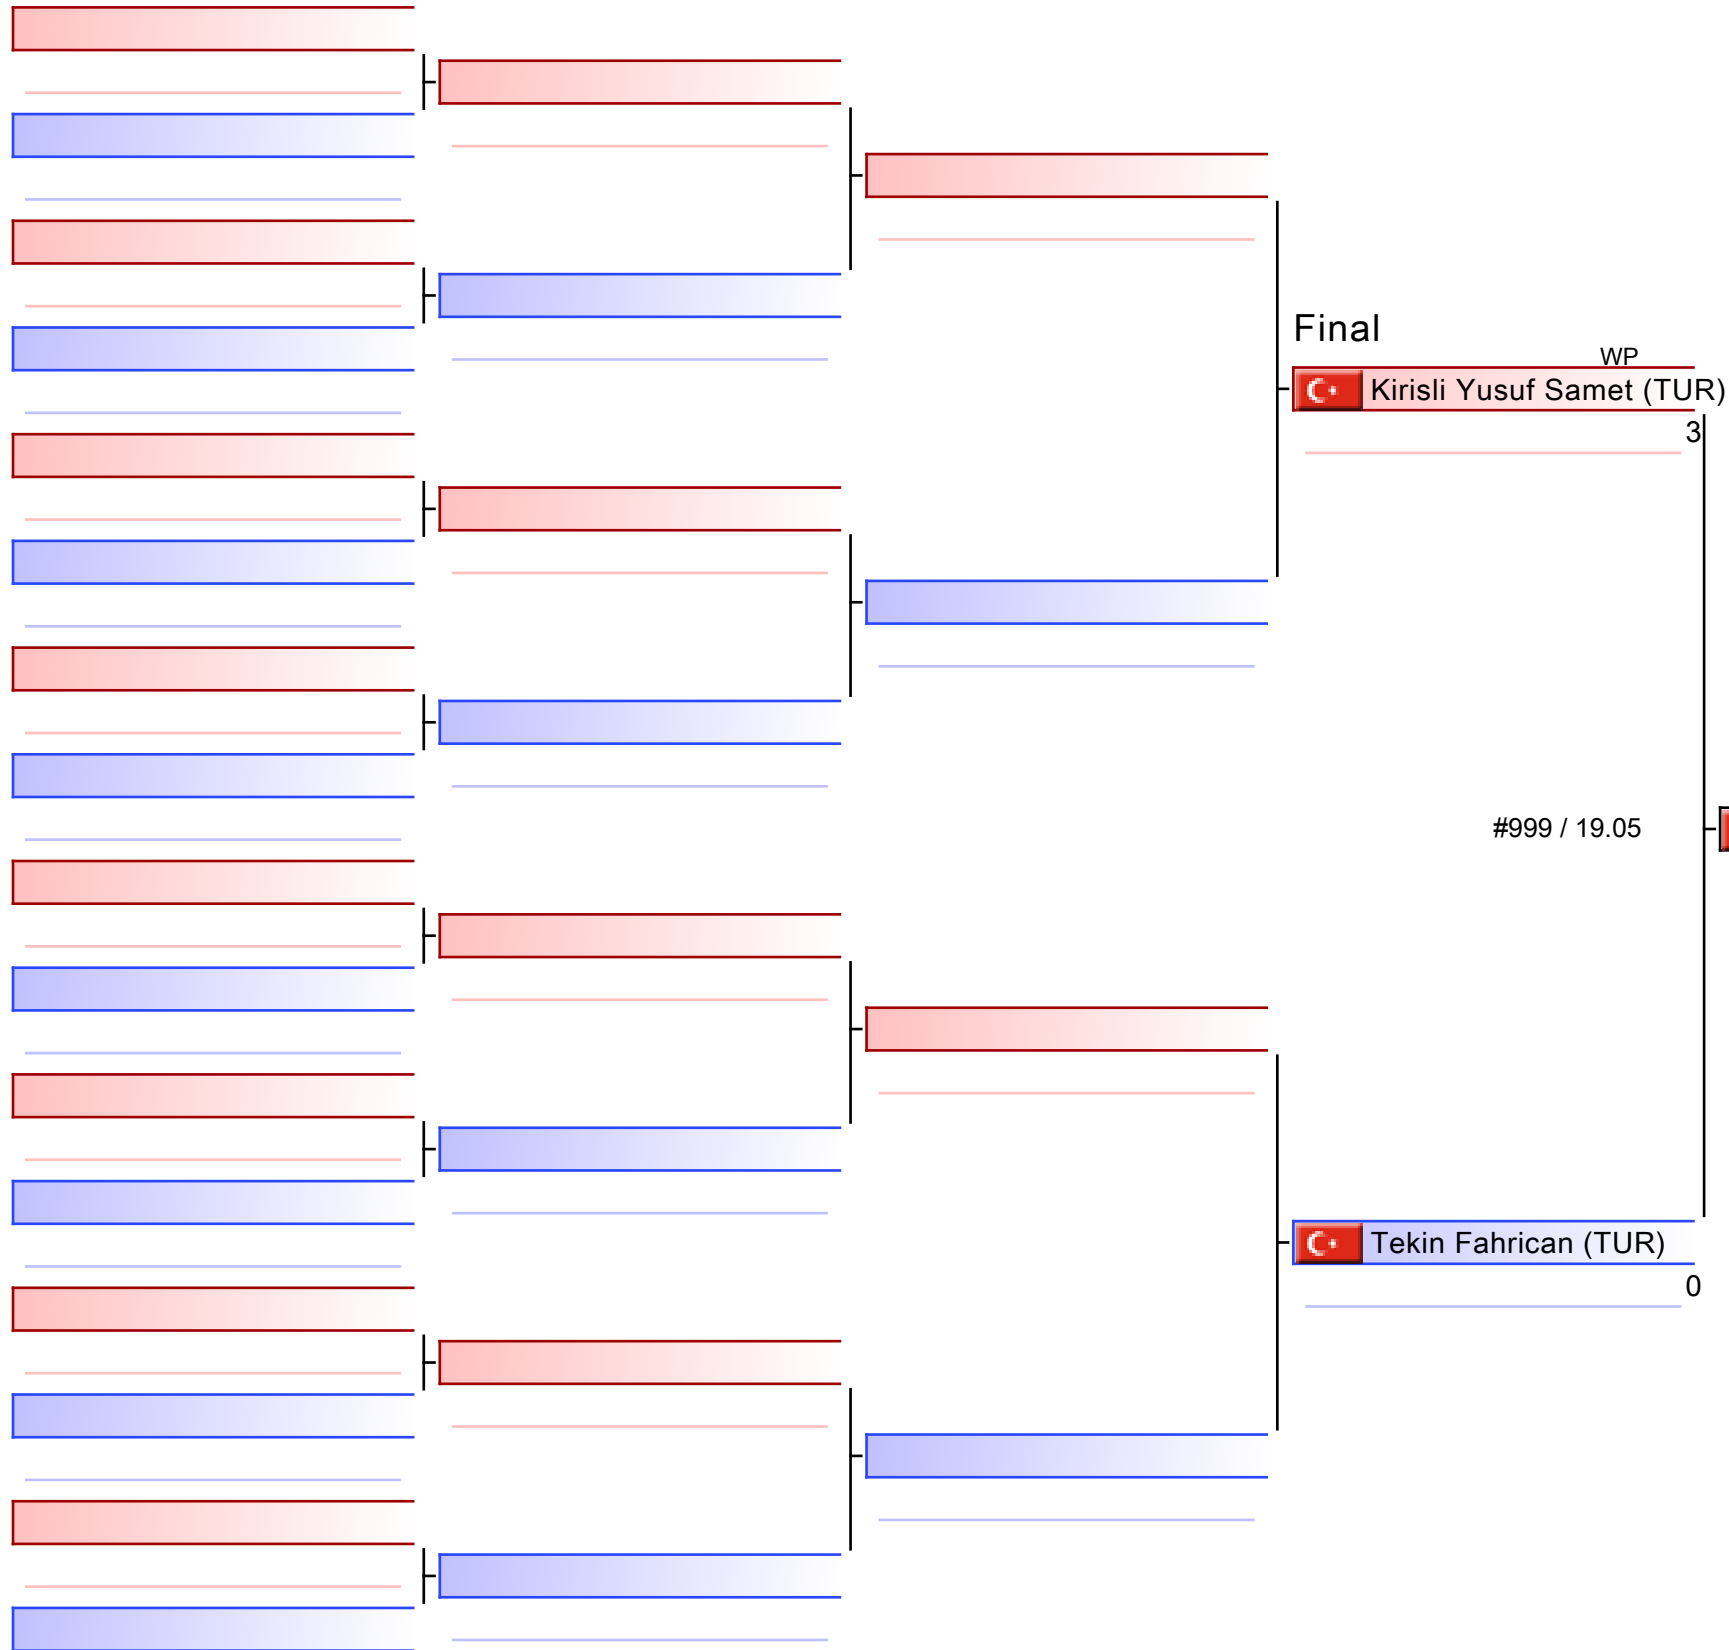 Final
WP
Kirisli Yusuf Samet (TUR)
3
#999 / 19.05
Tekin Fahrican (TUR)
0